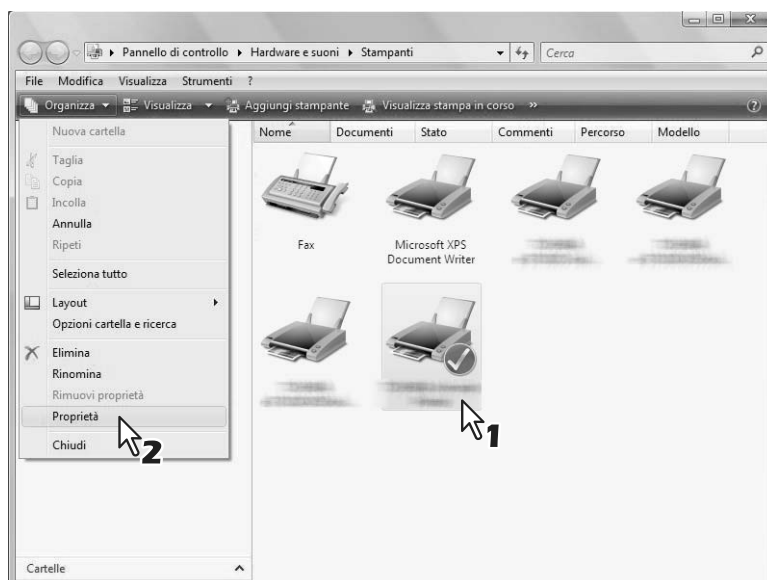 Pannello di controllo Hardware e suoni Stampanti Cerca
File Modifica Visualizza Strumenti ?
Organizza Visualizza Aggiungi stampante Visualizza stampa in corso » ?
Nuova cartella
Taglia
Copia
Incolla
Annulla
Ripeti
Seleziona tutto
Layout
Opzioni cartella e ricerca
Elimina
Rinomina
Rimuovi proprietà
Proprietà
Chiudi
2
Nome Documenti Stato Commenti Percorso Modello
Fax
Microsoft XPS
Document Writer
1
Cartelle